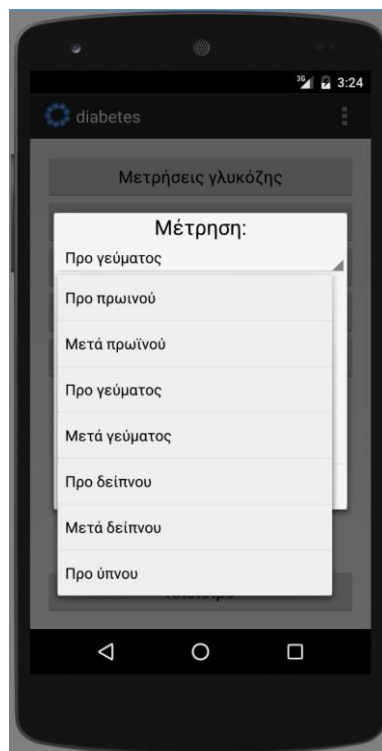 3G 3:24
diabetes
Μετρήσεις γλυκόζης
Μέτρηση:
Προ γεύματος
Προ πρωινού
Μετά πρωϊνού
Προ γεύματος
Μετά γεύματος
Προ δείπνου
Μετά δείπνου
Προ ύπνου